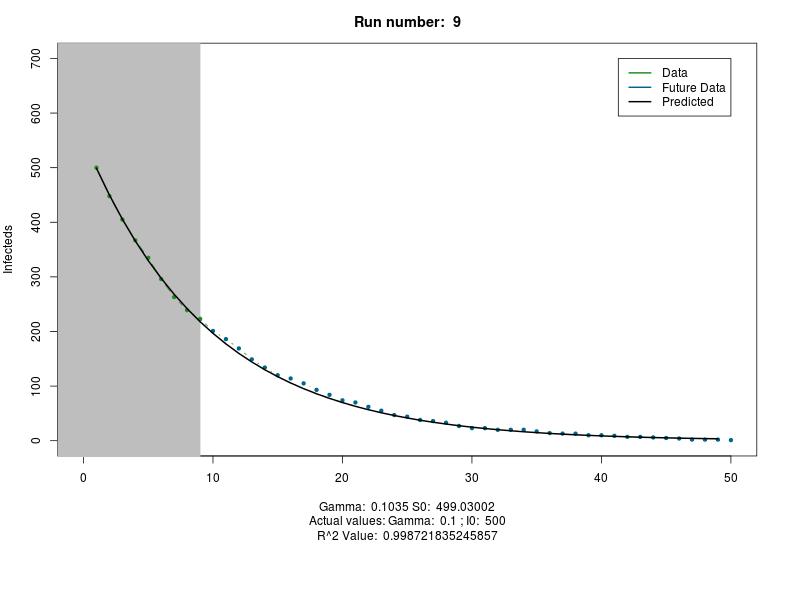 Run number:  9
Infecteds
700
600
500
400
300
200
100
0
Data
Future Data
Predicted
0 10 20 30 40 50
Gamma:  0.1035 S0:  499.03002
Actual values: Gamma:  0.1 ; I0:  500
R^2 Value:  0.998721835245857